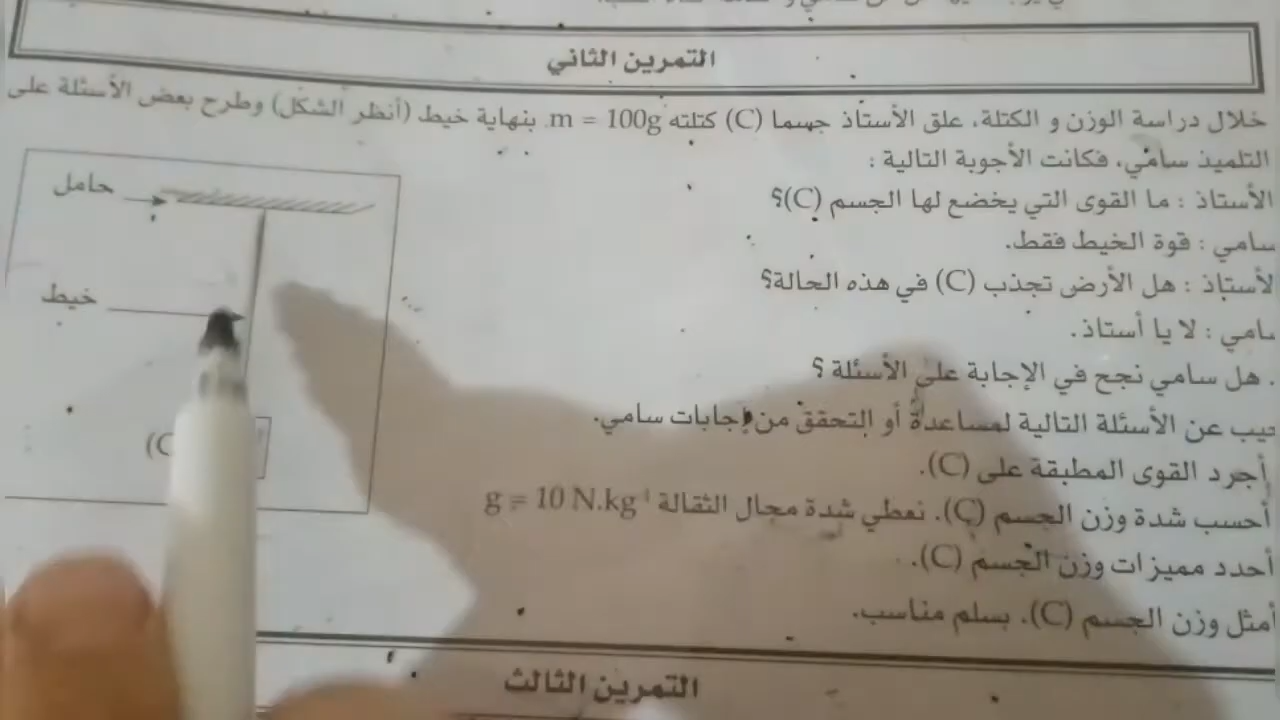 التمرين الثاني
خلال دراسة الوزن و الكتلة، علق الأستاذ جسما (C) كتلته m = 100g بنهاية خيط (أنظر الشكل) وطرح بعض الأسئلة على
التلميذ سامي، فكانت الأجوبة التالية :
الأستاذ : ما القوى التي يخضع لها الجسم (C)؟
سامي : قوة الخيط فقط.
لأستاذ : هل الأرض تجذب (C) في هذه الحالة؟
سامي : لا يا أستاذ.
. هل سامي نجح في الإجابة على الأسئلة ؟
جيب عن الأسئلة التالية لمساعدة أو التحقق من إجابات سامي.
أجرد القوى المطبقة على (C).
أحسب شدة وزن الجسم (C). نعطي شدة مجال الثقالة g = 10 N.kg⁻¹
أحدد مميزات وزن الجسم (C).
أمثل وزن الجسم (C). بسلم مناسب.
حامل
خيط
(C
التمرين الثالث